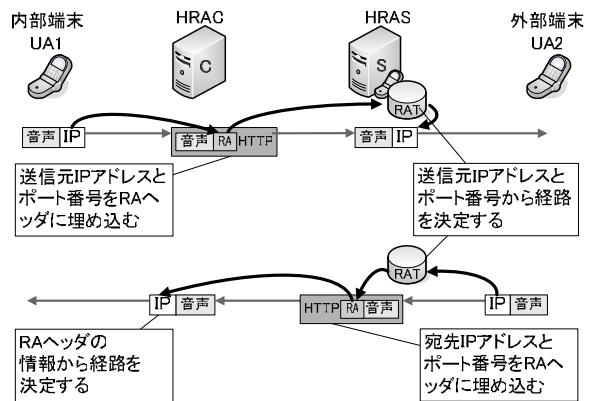 内部端末
UA1
HRAC
HRAS
外部端末
UA2
C
S
RAT
音声 IP
音声 RA HTTP
音声 IP
送信元IPアドレスと
ポート番号をRAヘ
ッダに埋め込む
送信元IPアドレスと
ポート番号から経路
を決定する
RAT
IP 音声
HTTP RA 音声
IP 音声
RAヘッダの
情報から経路を
決定する
宛先IPアドレスと
ポート番号をRAヘ
ッダに埋め込む